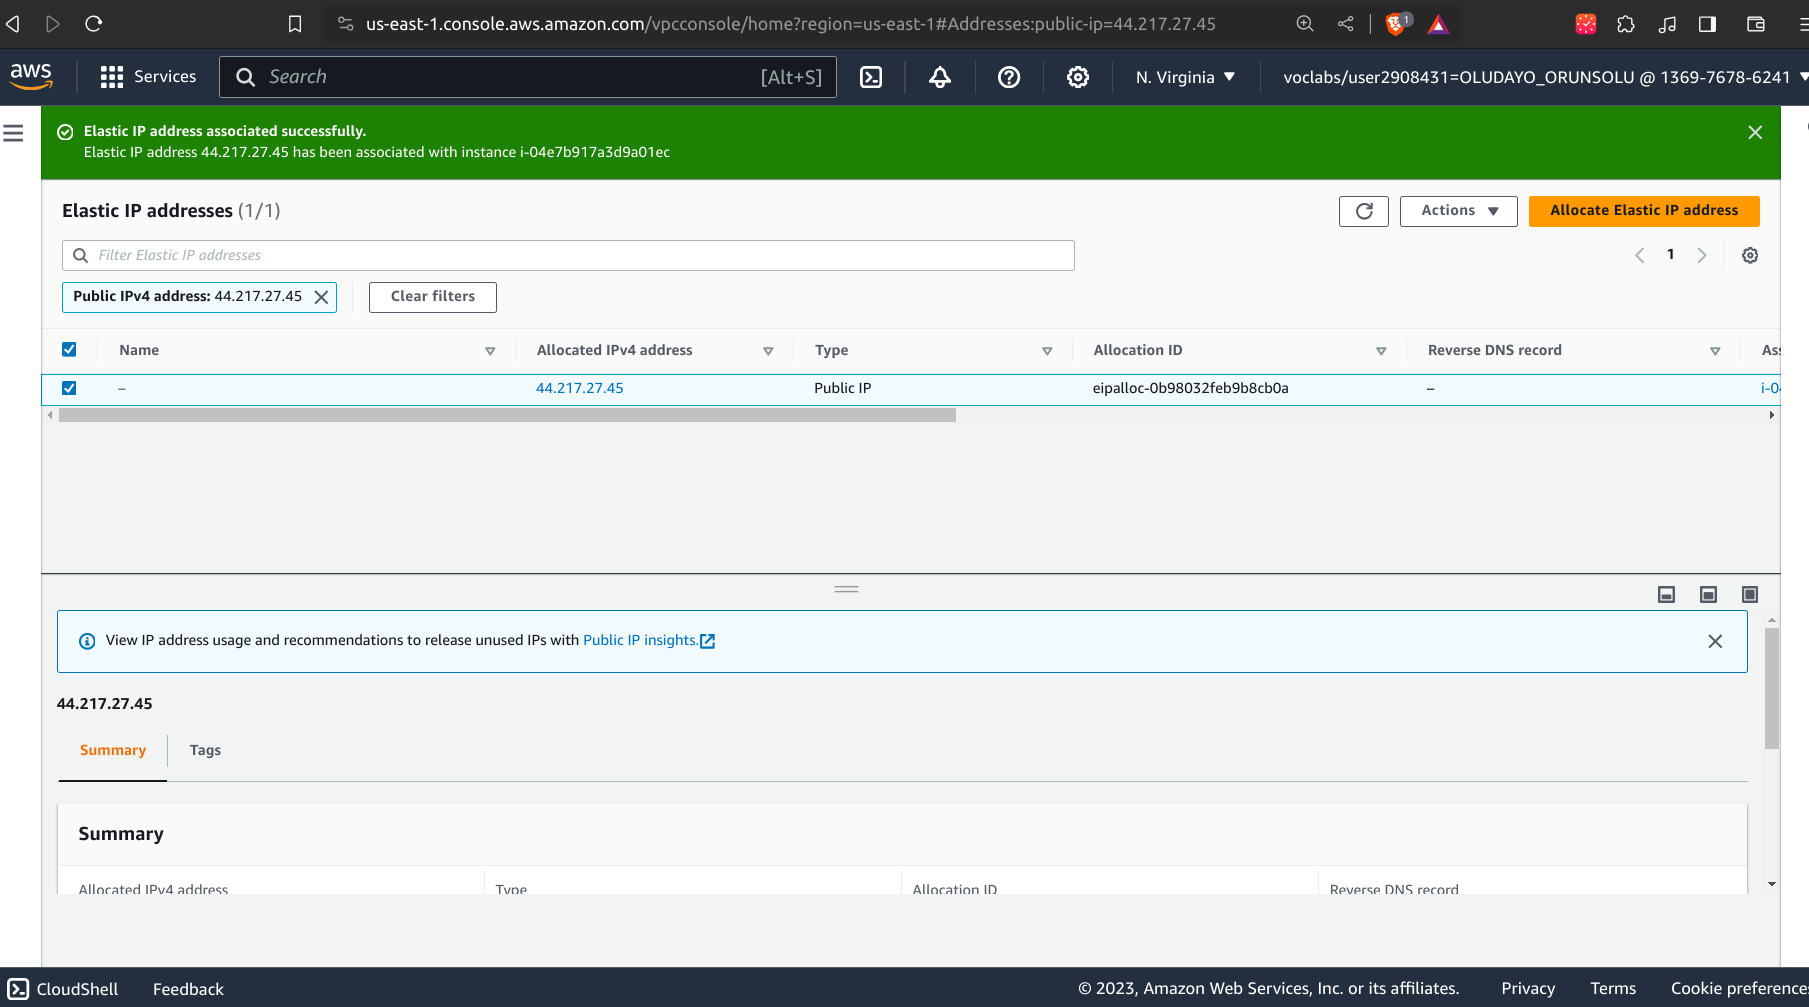 us-east-1.console.aws.amazon.com/vpcconsole/home?region=us-east-1#Addresses:public-ip=44.217.27.45
1
aws
Services
Search
[Alt+S]
N. Virginia
voclabs/user2908431=OLUDAYO_ORUNSOLU @ 1369-7678-6241
Elastic IP address associated successfully.
Elastic IP address 44.217.27.45 has been associated with instance i-04e7b917a3d9a01ec
Elastic IP addresses (1/1)
Actions
Allocate Elastic IP address
Filter Elastic IP addresses
1
Public IPv4 address: 44.217.27.45
Clear filters
Name
Allocated IPv4 address
Type
Allocation ID
Reverse DNS record
–
44.217.27.45
Public IP
eipalloc-0b98032feb9b8cb0a
–
View IP address usage and recommendations to release unused IPs with Public IP insights.
44.217.27.45
Summary
Tags
Summary
Allocated IPv4 address
Type
Allocation ID
Reverse DNS record
CloudShell
Feedback
© 2023, Amazon Web Services, Inc. or its affiliates.
Privacy
Terms
Cookie preferences